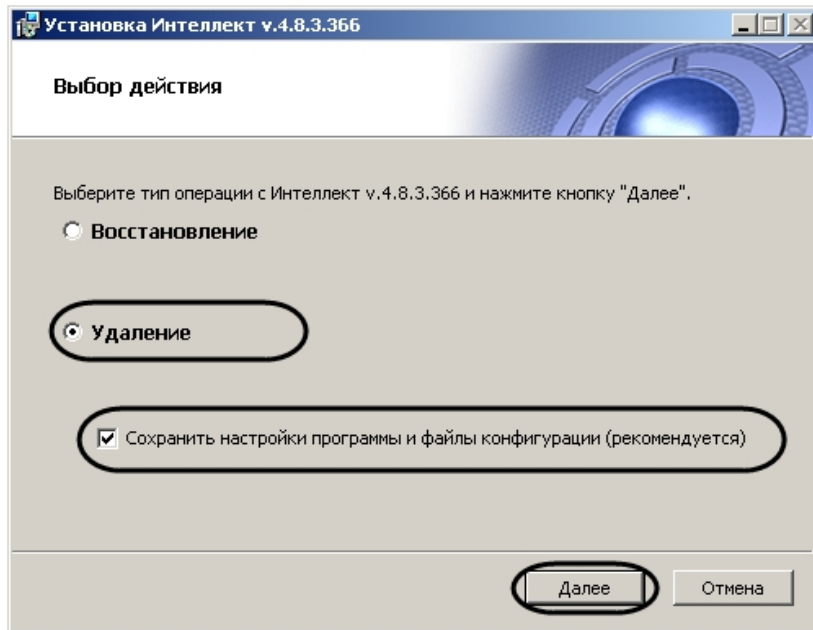 Установка Интеллект v.4.8.3.366
Выбор действия
Выберите тип операции с Интеллект v.4.8.3.366 и нажмите кнопку "Далее".
Восстановление
Удаление
Сохранить настройки программы и файлы конфигурации (рекомендуется)
Далее
Отмена